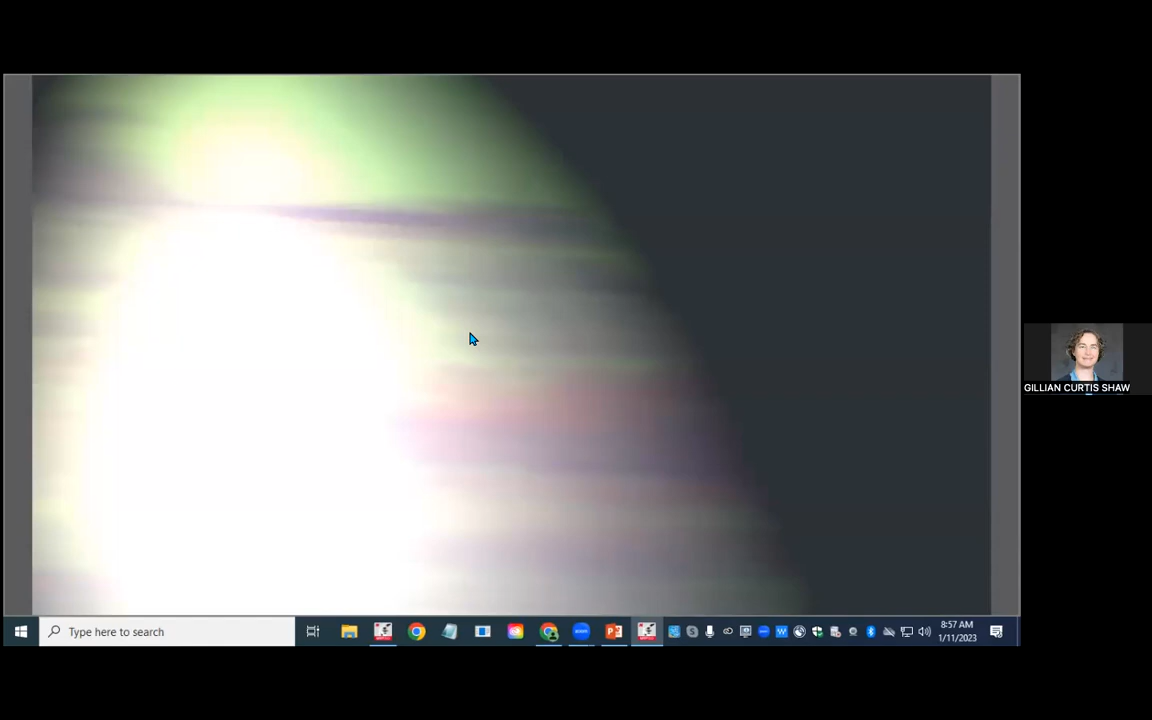 GILLIAN CURTIS SHAW
Type here to search
8:57 AM
1/11/2023